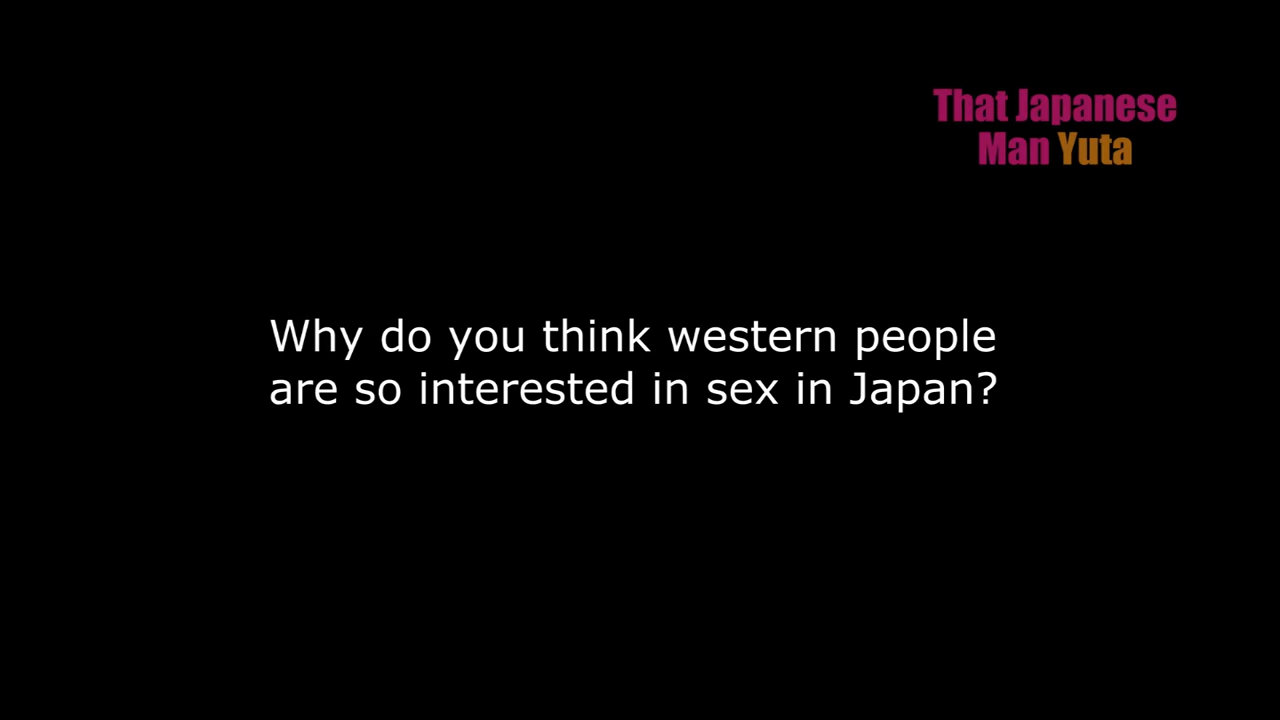 That Japanese
Man Yuta
Why do you think western people
are so interested in sex in Japan?